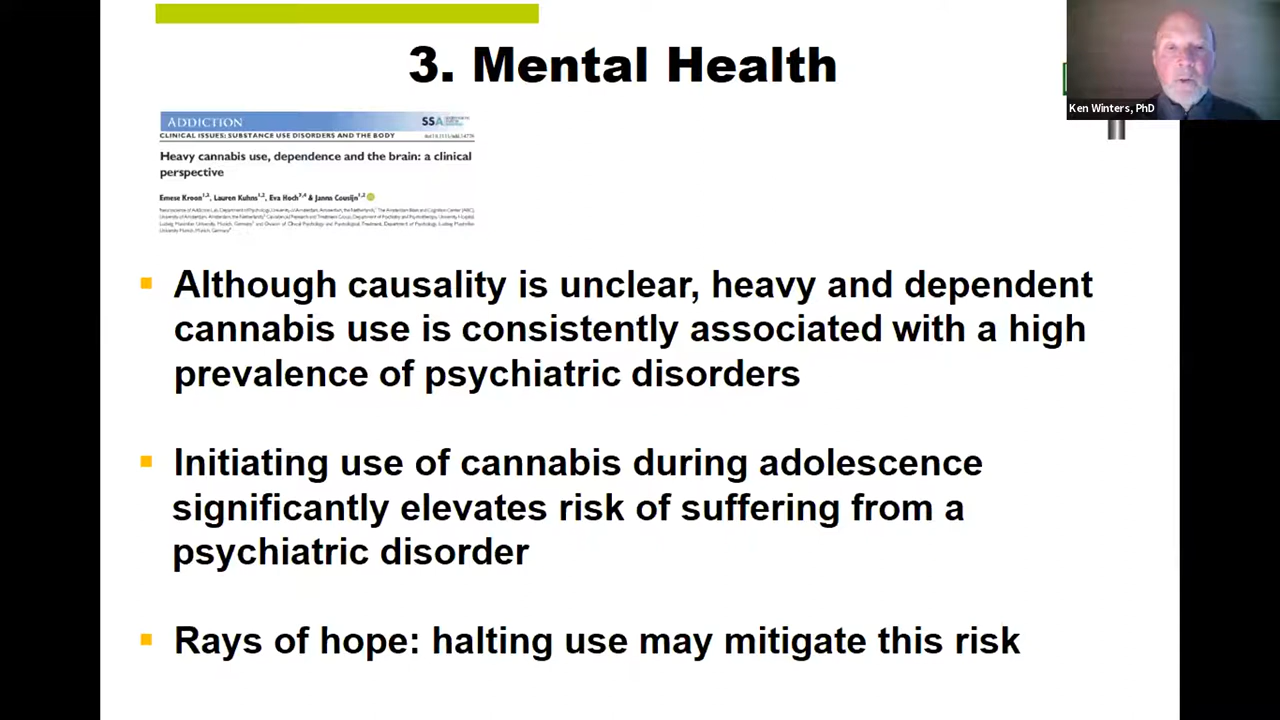 3. Mental Health
Ken Winters, PhD
ADDICTION
SSA
CLINICAL ISSUES: SUBSTANCE USE DISORDERS AND THE BODY
Heavy cannabis use, dependence and the brain: a clinical
perspective
Emese Kroon, Lauren Kuhns, Eva Hoch & Janna Cousijn
Although causality is unclear, heavy and dependent
cannabis use is consistently associated with a high
prevalence of psychiatric disorders
Initiating use of cannabis during adolescence
significantly elevates risk of suffering from a
psychiatric disorder
Rays of hope: halting use may mitigate this risk